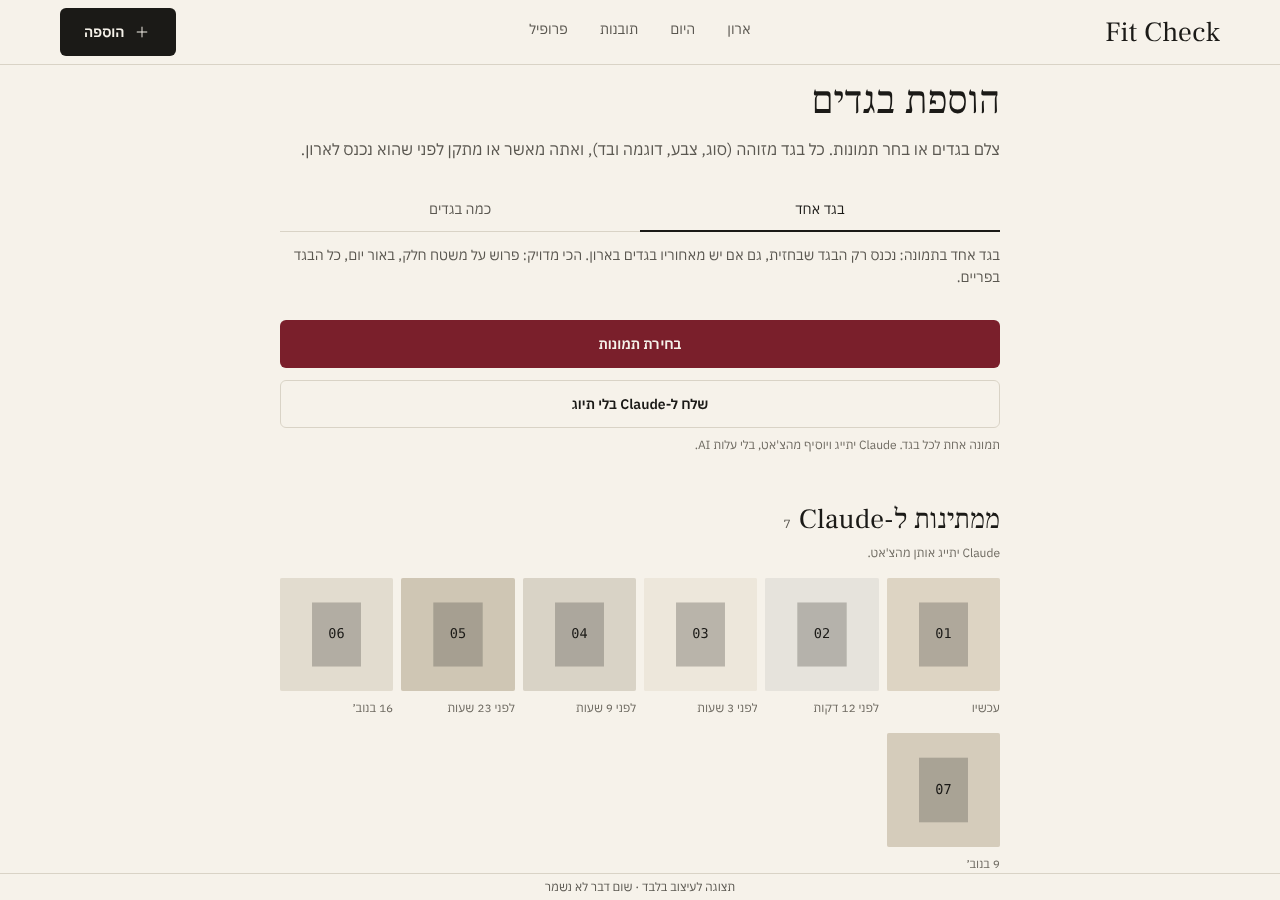 Fit Check
ארון
היום
תובנות
פרופיל
הוספה
הוספת בגדים
צלם בגדים או בחר תמונות. כל בגד מזוהה (סוג, צבע, דוגמה ובד), ואתה מאשר או מתקן לפני שהוא נכנס לארון.
בגד אחד
כמה בגדים
בגד אחד בתמונה: נכנס רק הבגד שבחזית, גם אם יש מאחוריו בגדים בארון. הכי מדויק: פרוש על משטח חלק, באור יום, כל הבגד
בפריים.
בחירת תמונות
שלח ל-Claude בלי תיוג
תמונה אחת לכל בגד. Claude יתייג ויוסיף מהצ'אט, בלי עלות AI.
ממתינות ל-Claude 7
Claude יתייג אותן מהצ'אט.
01
02
03
04
05
06
עכשיו
לפני 12 דקות
לפני 3 שעות
לפני 9 שעות
לפני 23 שעות
16 בנוב׳
07
9 בנוב׳
תצוגה לעיצוב בלבד · שום דבר לא נשמר